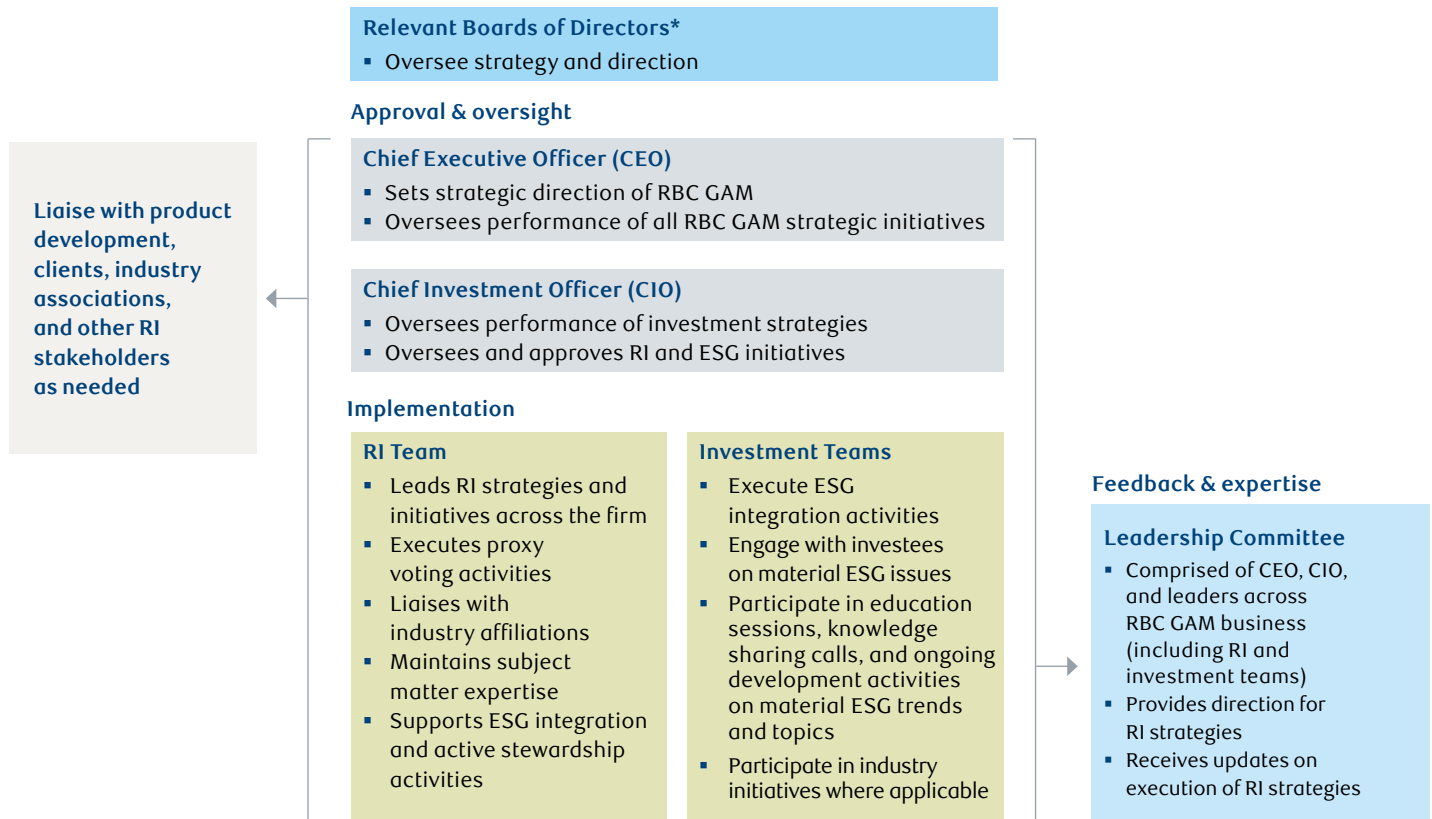 Relevant Boards of Directors*
▪ Oversee strategy and direction
Approval & oversight
Liaise with product
development,
clients, industry
associations,
and other RI
stakeholders
as needed
Chief Executive Officer (CEO)
▪ Sets strategic direction of RBC GAM
▪ Oversees performance of all RBC GAM strategic initiatives
Chief Investment Officer (CIO)
▪ Oversees performance of investment strategies
▪ Oversees and approves RI and ESG initiatives
Implementation
RI Team
▪ Leads RI strategies and
initiatives across the firm
▪ Executes proxy
voting activities
▪ Liaises with
industry affiliations
▪ Maintains subject
matter expertise
▪ Supports ESG integration
and active stewardship
activities
Investment Teams
▪ Execute ESG
integration activities
▪ Engage with investees
on material ESG issues
▪ Participate in education
sessions, knowledge
sharing calls, and ongoing
development activities
on material ESG trends
and topics
▪ Participate in industry
initiatives where applicable
Feedback & expertise
Leadership Committee
▪ Comprised of CEO, CIO,
and leaders across
RBC GAM business
(including RI and
investment teams)
▪ Provides direction for
RI strategies
▪ Receives updates on
execution of RI strategies